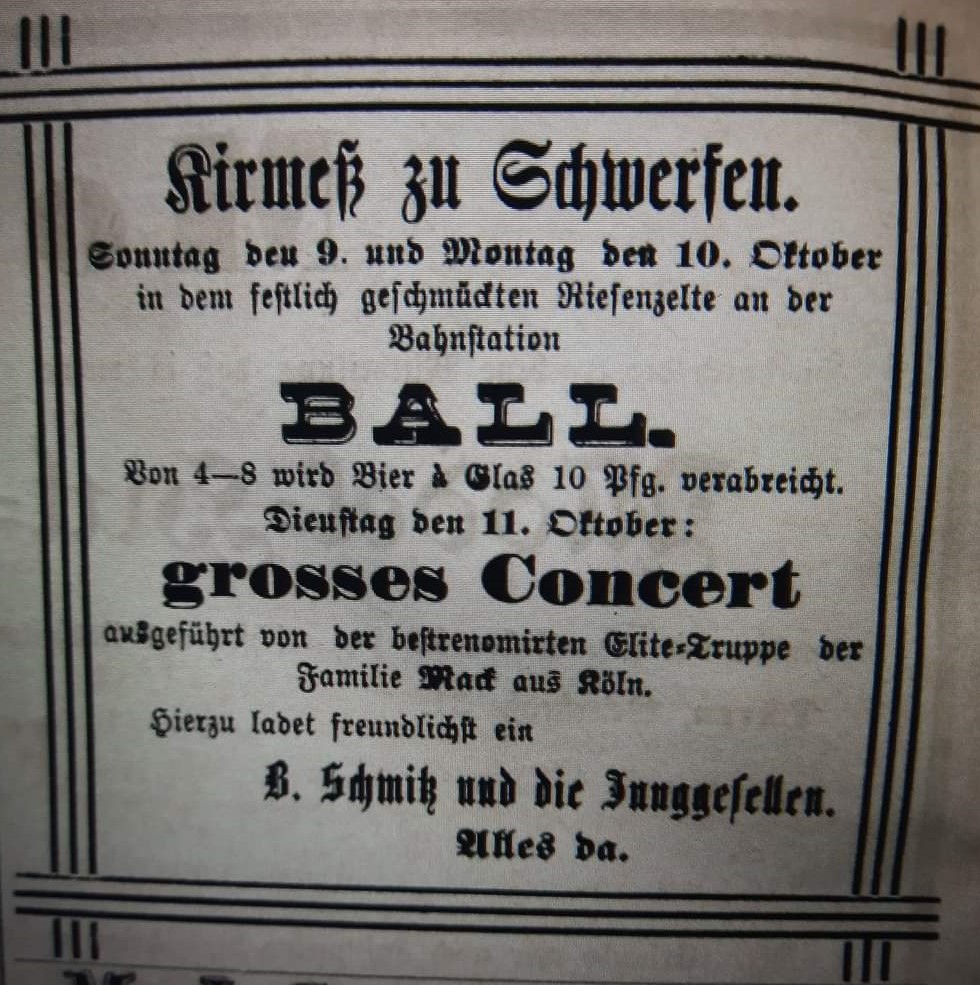 Kirmeß zu Schwerfen.
Sonntag den 9. und Montag den 10. Oktober
in dem festlich geschmückten Riesenzelte an der
Bahnstation
BALL.
Von 4—8 wird Bier à Glas 10 Pfg. verabreicht.
Dienstag den 11. Oktober:
grosses Concert
ausgeführt von der bestrenomirten Elite-Truppe der
Familie Mack aus Köln.
Hierzu ladet freundlichst ein
B. Schmitz und die Junggesellen.
Alles da.